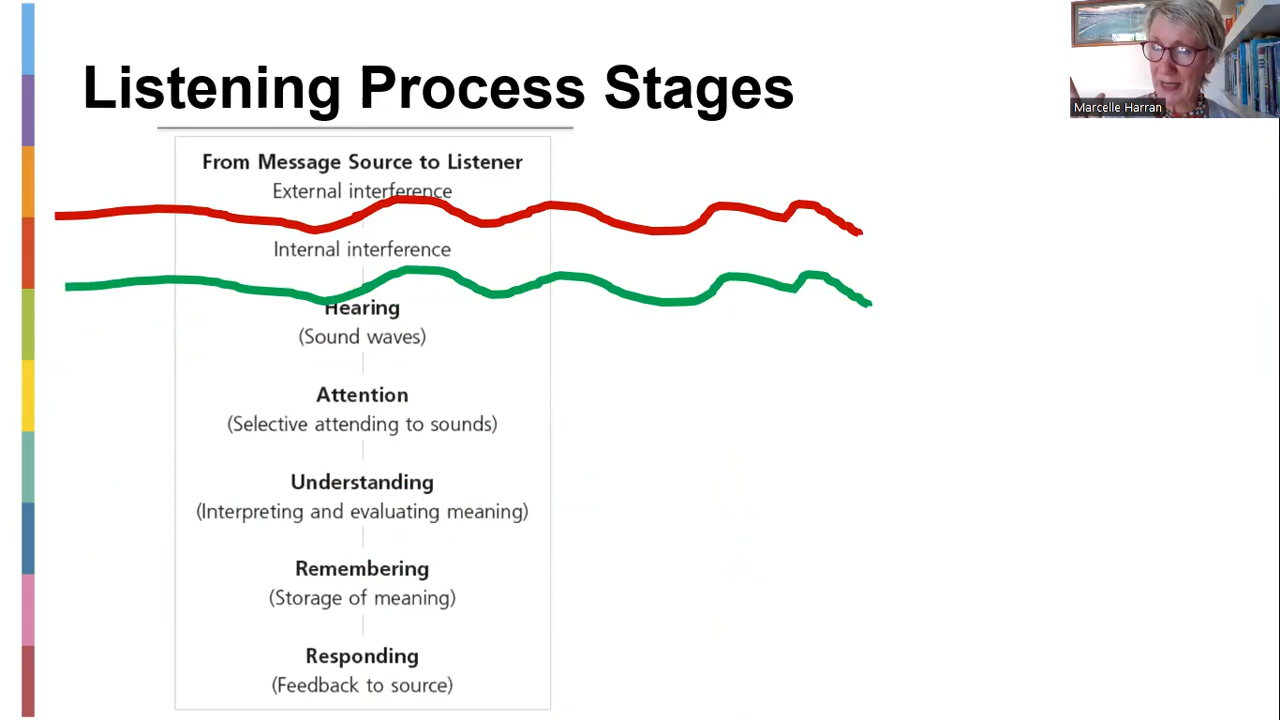 Listening Process Stages
Marcelle Harran
From Message Source to Listener
External interference
Internal interference
Hearing
(Sound waves)
Attention
(Selective attending to sounds)
Understanding
(Interpreting and evaluating meaning)
Remembering
(Storage of meaning)
Responding
(Feedback to source)